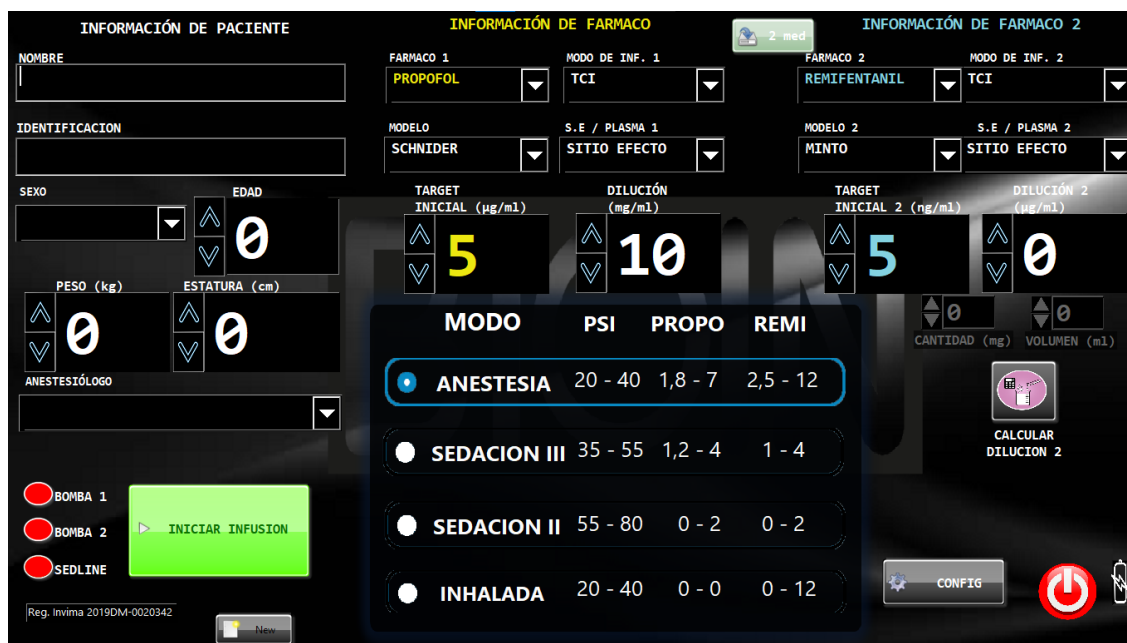 INFORMACIÓN DE PACIENTE
NOMBRE
IDENTIFICACION
SEXO
EDAD
0
PESO (kg)
ESTATURA (cm)
0
0
ANESTESIÓLOGO
BOMBA 1
BOMBA 2
SEDLINE
INICIAR INFUSION
Reg. Invima 2019DM-0020342
New
INFORMACIÓN DE FARMACO
2 med
FARMACO 1
MODO DE INF. 1
PROPOFOL
TCI
MODELO
S.E / PLASMA 1
SCHNIDER
SITIO EFECTO
TARGET
INICIAL (µg/ml)
DILUCIÓN
(mg/ml)
5
10
INFORMACIÓN DE FARMACO 2
FARMACO 2
MODO DE INF. 2
REMIFENTANIL
TCI
MODELO 2
S.E / PLASMA 2
MINTO
SITIO EFECTO
TARGET
INICIAL 2 (ng/ml)
DILUCIÓN 2
(µg/ml)
5
0
0
0
CANTIDAD (mg)
VOLUMEN (ml)
CALCULAR
DILUCION 2
MODO PSI PROPO REMI
ANESTESIA 20 - 40 1,8 - 7 2,5 - 12
SEDACION III 35 - 55 1,2 - 4 1 - 4
SEDACION II 55 - 80 0 - 2 0 - 2
INHALADA 20 - 40 0 - 0 0 - 12
CONFIG